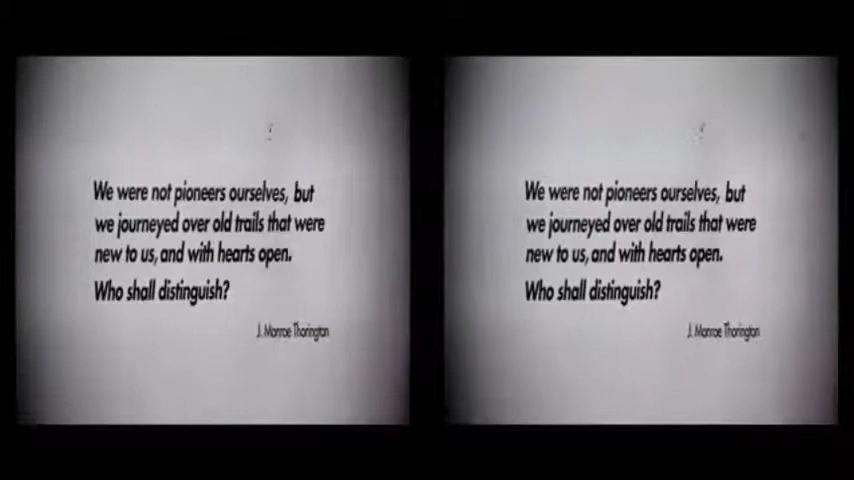 We were not pioneers ourselves, but
we journeyed over old trails that were
new to us, and with hearts open.
Who shall distinguish?
J. Monroe Thorington
We were not pioneers ourselves, but
we journeyed over old trails that were
new to us, and with hearts open.
Who shall distinguish?
J. Monroe Thorington